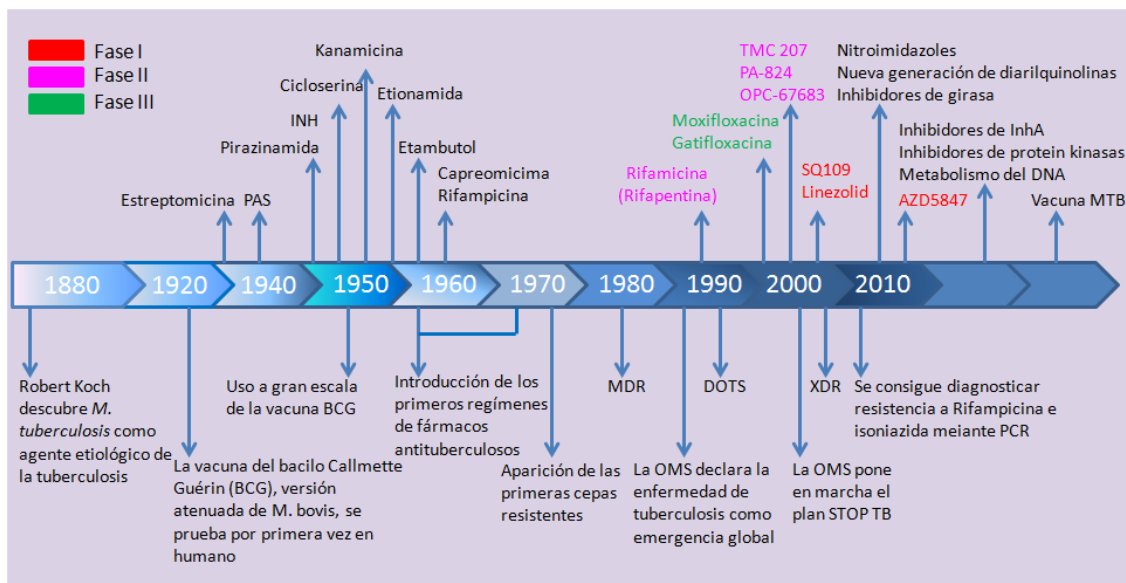 Fase I
Fase II
Fase III
Estreptomicina
PAS
Pirazinamida
INH
Cicloserina
Kanamicina
Etionamida
Etambutol
Capreomicima
Rifampicina
Rifamicina
(Rifapentina)
Moxifloxacina
Gatifloxacina
TMC 207
PA-824
OPC-67683
SQ109
Linezolid
Nitroimidazoles
Nueva generación de diarilquinolinas
Inhibidores de girasa
AZD5847
Inhibidores de InhA
Inhibidores de protein kinasas
Metabolismo del DNA
Vacuna MTB
1880
1920
1940
1950
1960
1970
1980
1990
2000
2010
Robert Koch
descubre M.
tuberculosis como
agente etiológico de
la tuberculosis
La vacuna del bacilo Callmette
Guérin (BCG), versión
atenuada de M. bovis, se
prueba por primera vez en
humano
Uso a gran escala
de la vacuna BCG
Introducción de los
primeros regímenes
de fármacos
antituberculosos
Aparición de las
primeras cepas
resistentes
MDR
La OMS declara la
enfermedad de
tuberculosis como
emergencia global
DOTS
La OMS pone
en marcha el
plan STOP TB
XDR
Se consigue diagnosticar
resistencia a Rifampicina e
isoniazida meiante PCR